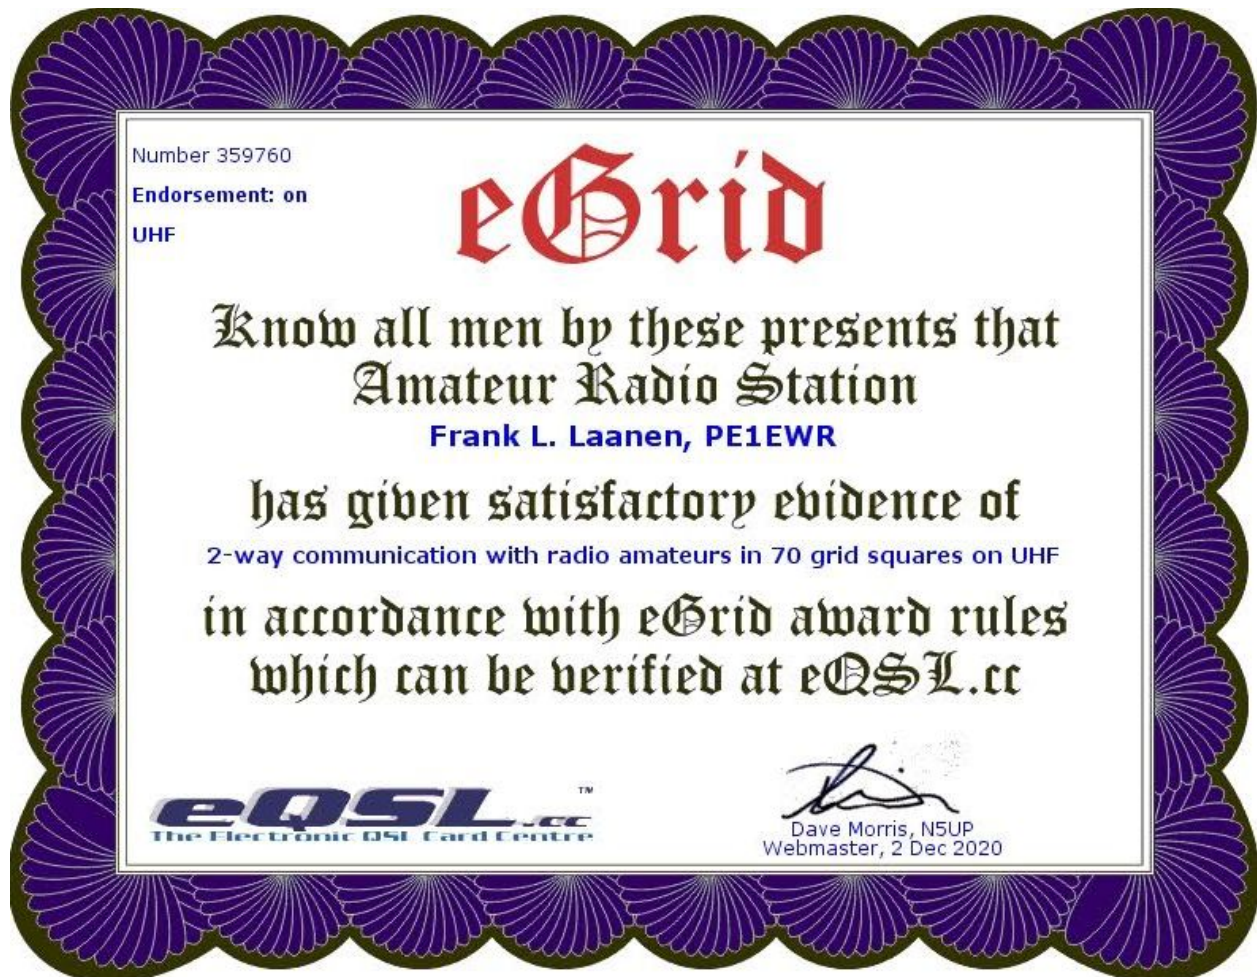 Number 359760
Endorsement: on
UHF
eGrid
Know all men by these presents that
Amateur Radio Station
Frank L. Laanen, PE1EWR
has given satisfactory evidence of
2-way communication with radio amateurs in 70 grid squares on UHF
in accordance with eGrid award rules
which can be verified at eQSL.cc
eQSL.cc™
The Electronic QSL Card Centre
Dave Morris, N5UP
Webmaster, 2 Dec 2020